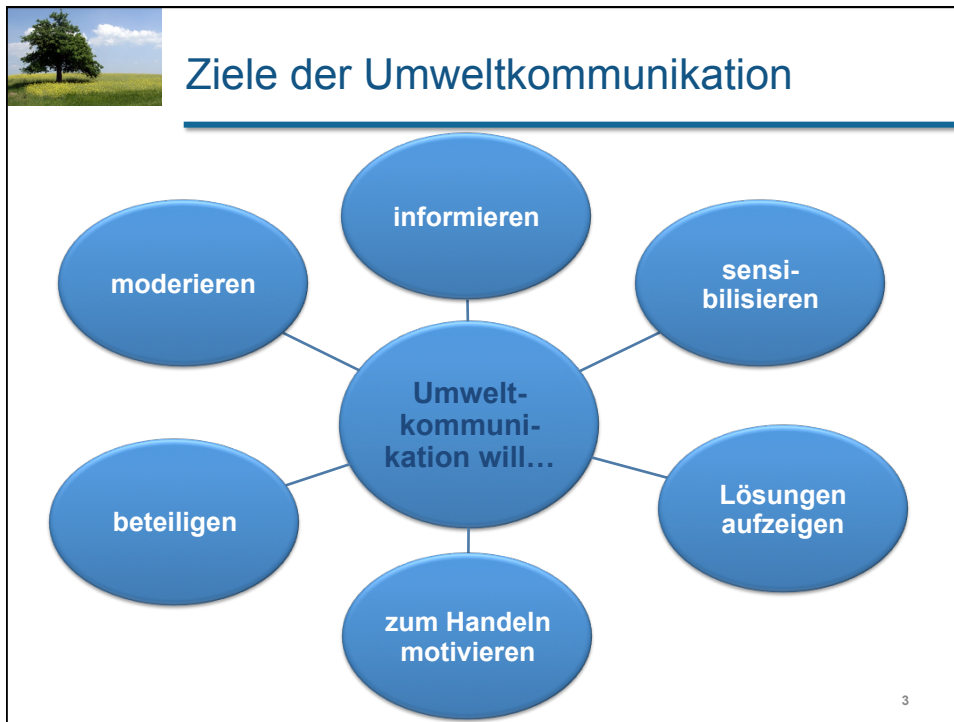 Ziele der Umweltkommunikation
informieren
sensi-
bilisieren
Lösungen
aufzeigen
zum Handeln
motivieren
beteiligen
moderieren
Umwelt-
kommuni-
kation will…
3